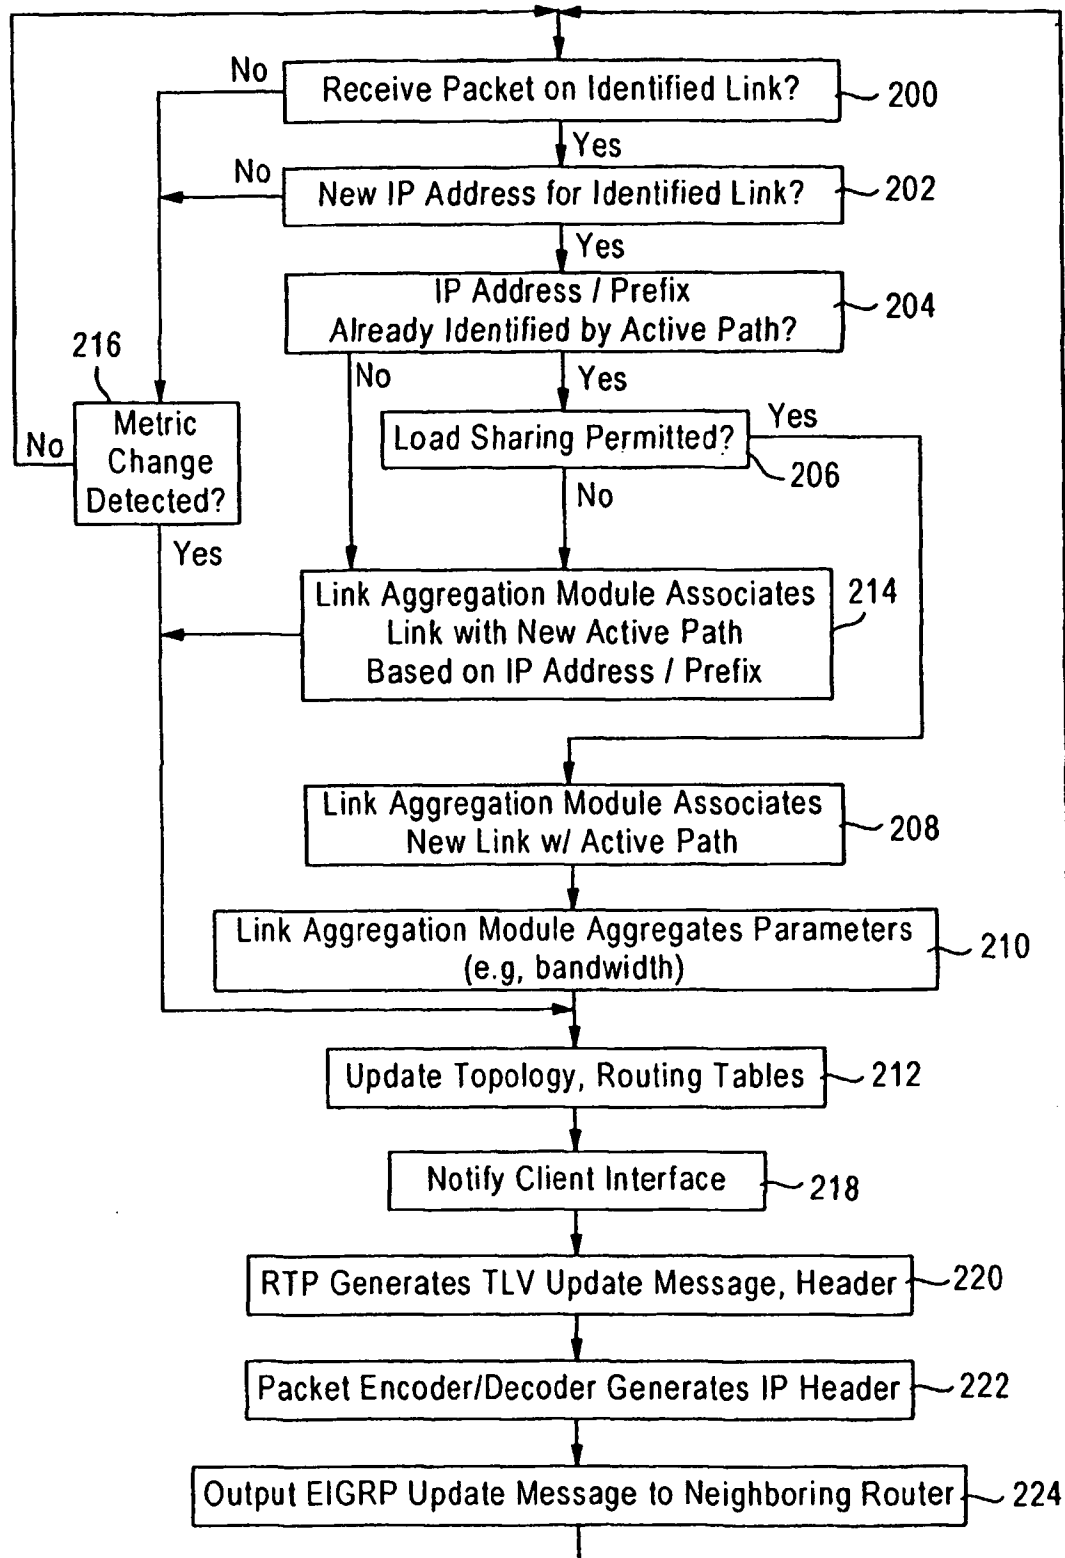 No
Receive Packet on Identified Link?
200
Yes
No
New IP Address for Identified Link?
202
Yes
IP Address / Prefix
Already Identified by Active Path?
204
216
No
Yes
Metric
Change
Detected?
No
Load Sharing Permitted?
Yes
206
No
Yes
Link Aggregation Module Associates
Link with New Active Path
Based on IP Address / Prefix
214
Link Aggregation Module Associates
New Link w/ Active Path
208
Link Aggregation Module Aggregates Parameters
(e.g, bandwidth)
210
Update Topology, Routing Tables
212
Notify Client Interface
218
RTP Generates TLV Update Message, Header
220
Packet Encoder/Decoder Generates IP Header
222
Output EIGRP Update Message to Neighboring Router
224